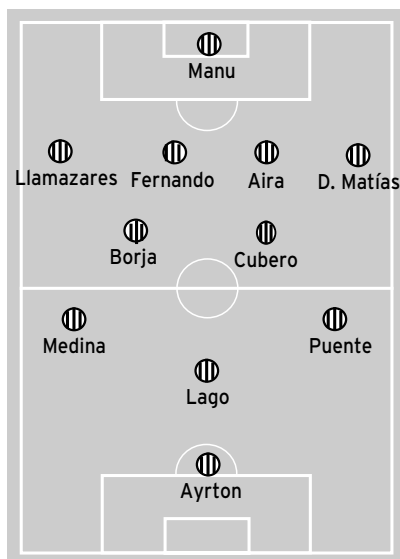 Manu
Llamazares Fernando Aira D. Matías
Borja Cubero
Medina Puente
Lago
Ayrton